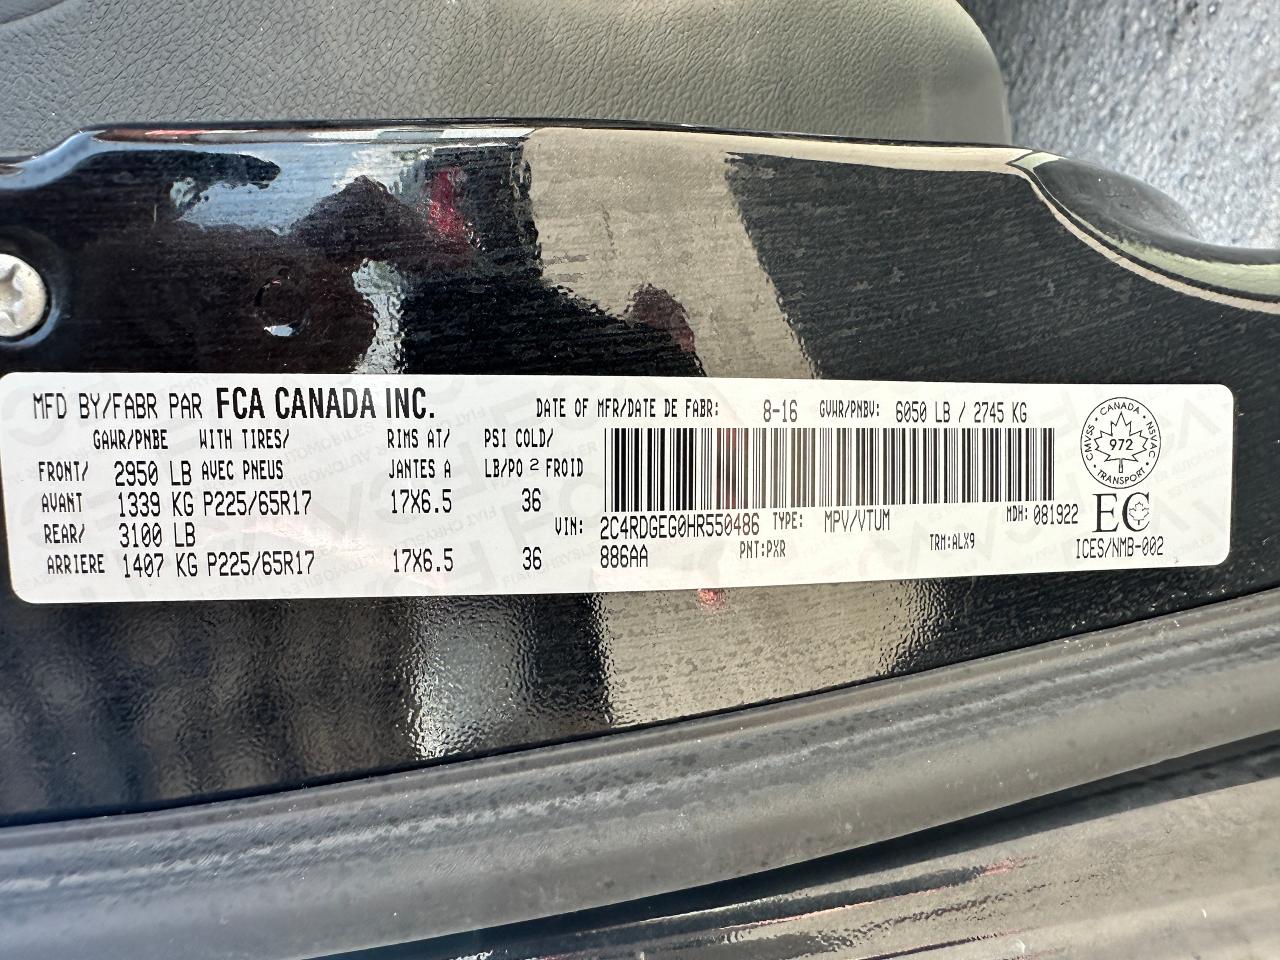 MFD BY/FABR PAR FCA CANADA INC. DATE OF MFR/DATE DE FABR: 8-16 GVWR/PNBV: 6050 LB / 2745 KG
GAWR/PNBE WITH TIRES/ RIMS AT/ PSI COLD/
FRONT/ 2950 LB AVEC PNEUS JANTES A LB/PO 2 FROID
AVANT 1339 KG P225/65R17 17X6.5 36
REAR/ 3100 LB
ARRIERE 1407 KG P225/65R17 17X6.5 36
VIN: 2C4RDGEG0HR550486 TYPE: MPV/VTUM MDH: 081922
886AA PNT:PXR TRM:ALX9
CANADA
CMVSS NSVAC
972
TRANSPORT
EC
ICES/NMB-002